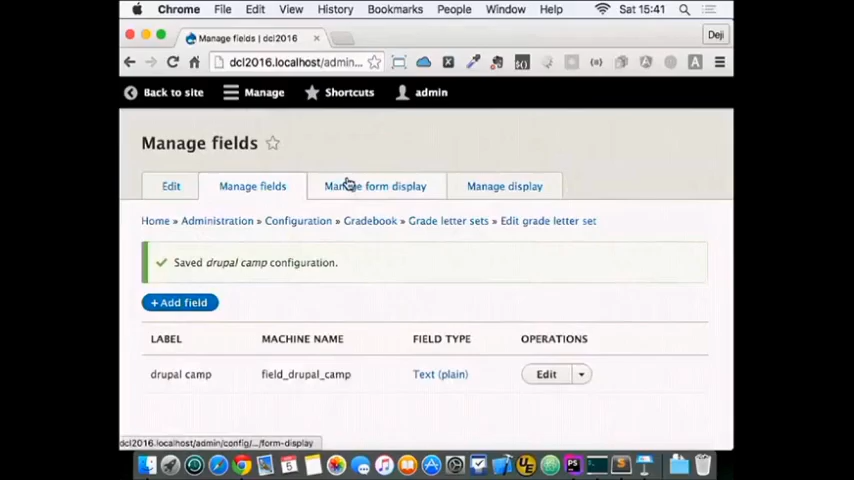 Chrome File Edit View History Bookmarks People Window Help Sat 15:41
Manage fields | dcl2016 Deji
dcl2016.localhost/admin...
Back to site Manage Shortcuts admin
Manage fields
Edit Manage fields Manage form display Manage display
Home » Administration » Configuration » Gradebook » Grade letter sets » Edit grade letter set
Saved drupal camp configuration.
+ Add field
LABEL MACHINE NAME FIELD TYPE OPERATIONS
drupal camp field_drupal_camp Text (plain) Edit
dcl2016.localhost/admin/config/.../form-display